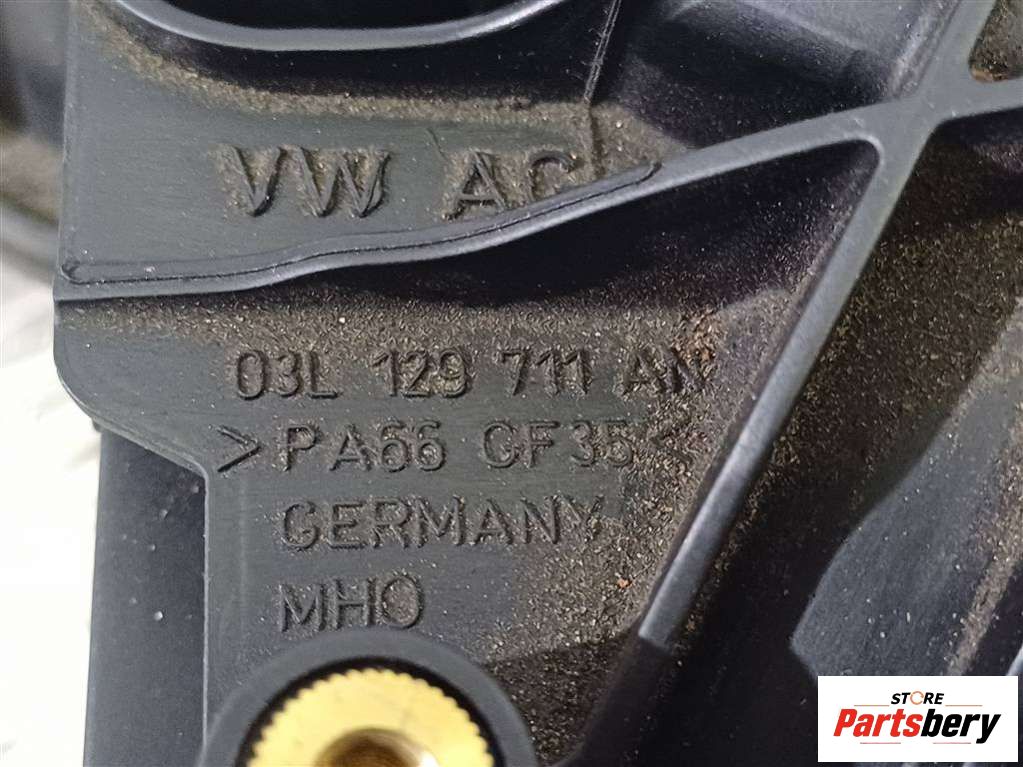 VW AG
03L 129 711 AN
>PA66 GF35<
GERMANY
MHO
STORE
Partsbery